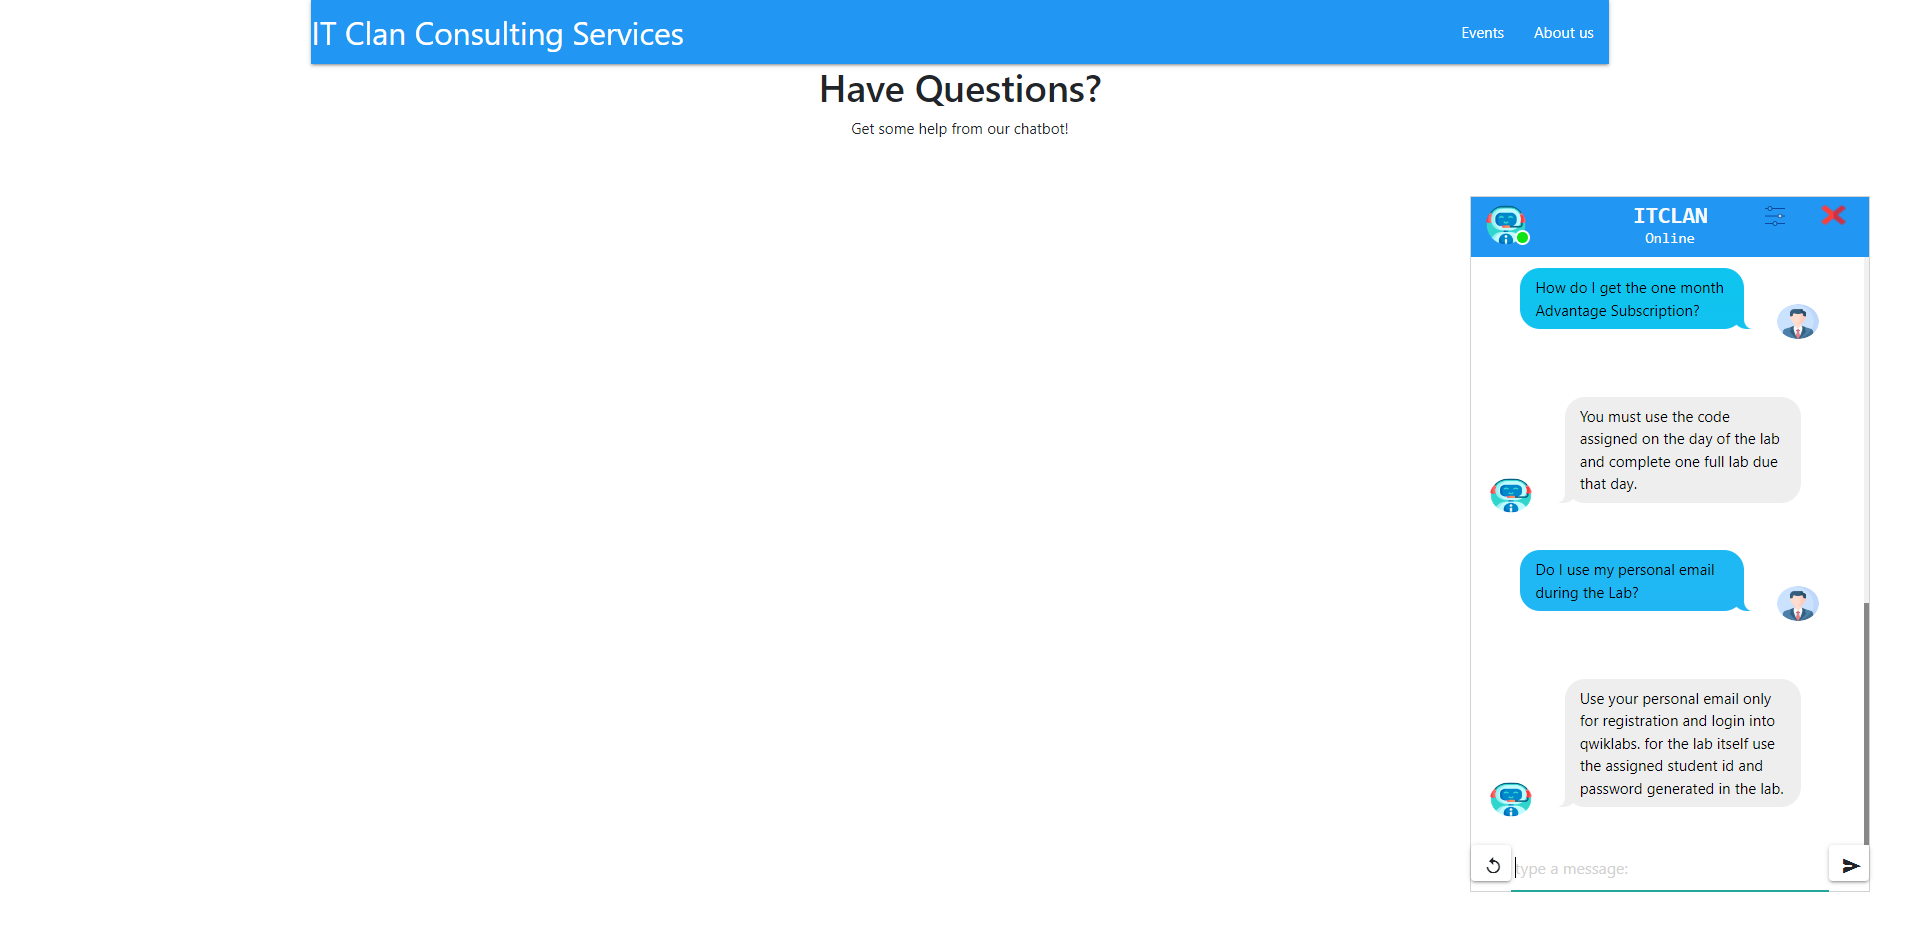 IT Clan Consulting Services
Events
About us
Have Questions?
Get some help from our chatbot!
ITCLAN
Online
How do I get the one month
Advantage Subscription?
You must use the code
assigned on the day of the lab
and complete one full lab due
that day.
Do I use my personal email
during the Lab?
Use your personal email only
for registration and login into
qwiklabs. for the lab itself use
the assigned student id and
password generated in the lab.
type a message: